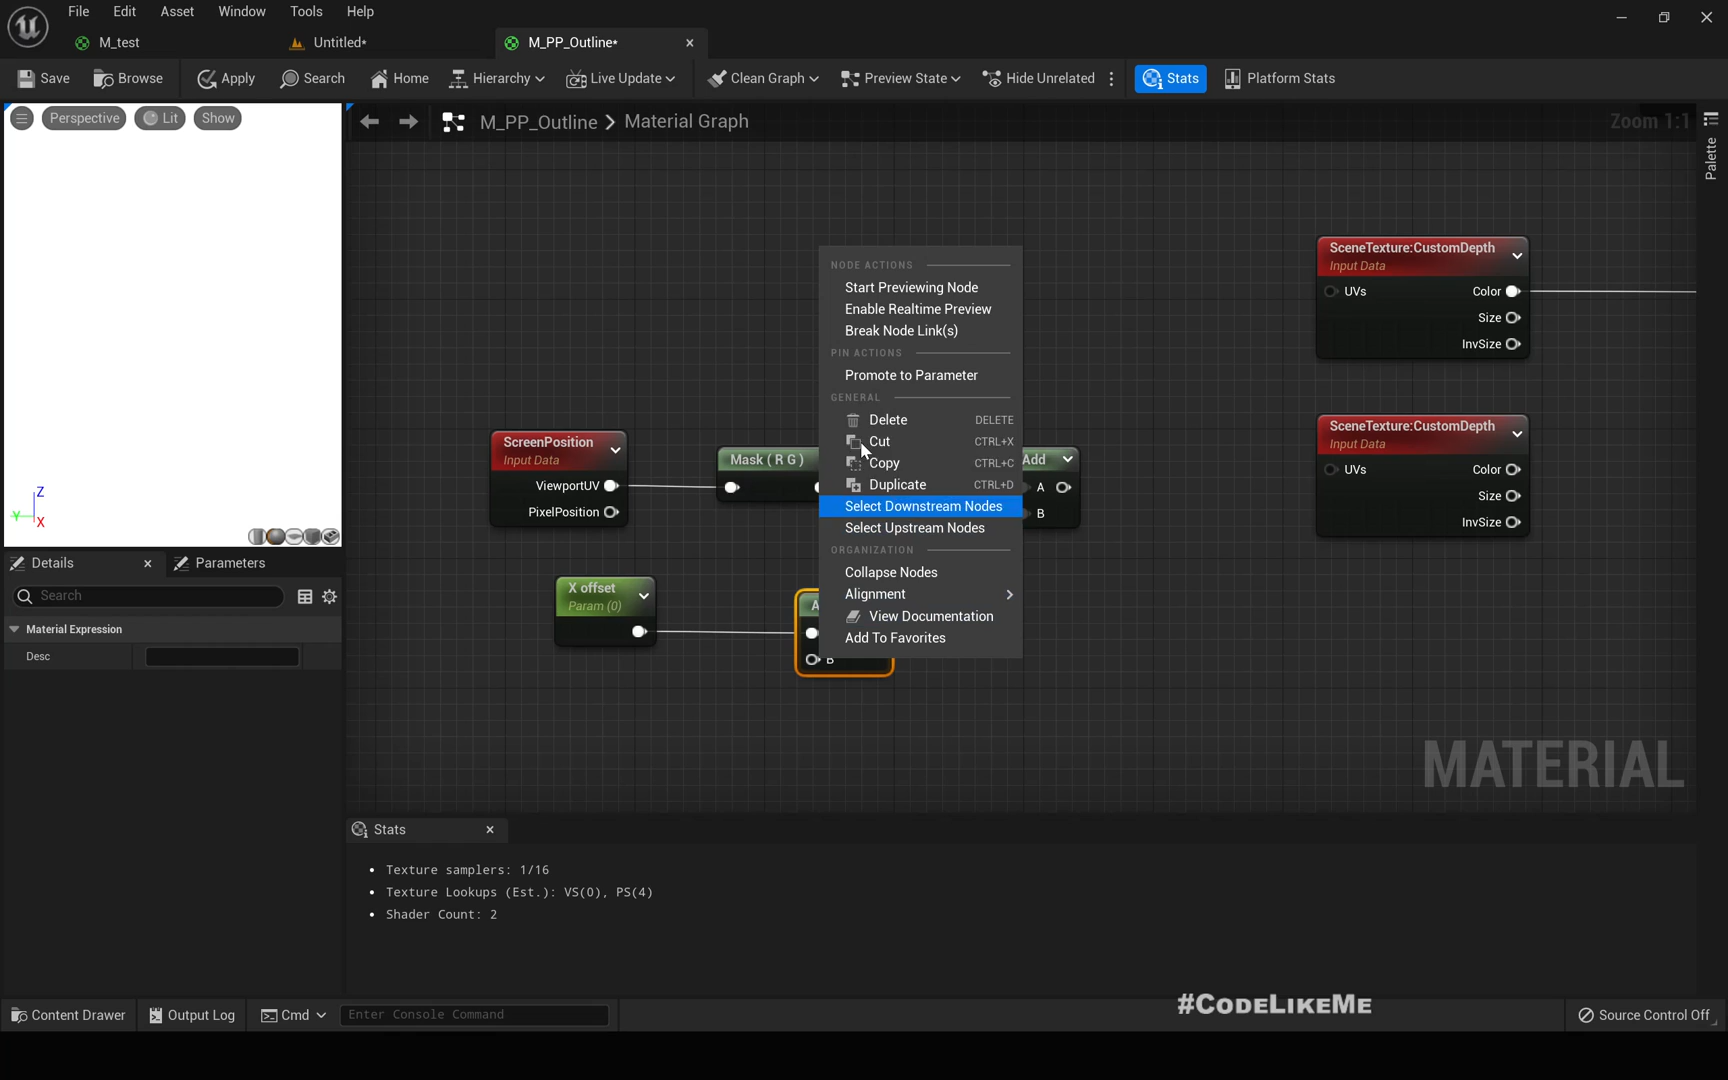 File Edit Asset Window Tools Help
M_test Untitled* M_PP_Outline*
Save Browse Apply Search Home Hierarchy Live Update Clean Graph Preview State Hide Unrelated Stats Platform Stats
Perspective Lit Show
M_PP_Outline Material Graph Zoom 1:1
Palette
SceneTexture:CustomDepth
Input Data
UVs Color
Size
InvSize
SceneTexture:CustomDepth
Input Data
UVs Color
Size
InvSize
ScreenPosition
Input Data
ViewportUV
PixelPosition
Mask ( R G )
Add
A
B
X offset
Param (0)
A
B
NODE ACTIONS
Start Previewing Node
Enable Realtime Preview
Break Node Link(s)
PIN ACTIONS
Promote to Parameter
GENERAL
Delete DELETE
Cut CTRL+X
Copy CTRL+C
Duplicate CTRL+D
Select Downstream Nodes
Select Upstream Nodes
ORGANIZATION
Collapse Nodes
Alignment
View Documentation
Add To Favorites
MATERIAL
Z
Y
X
Details Parameters
Search
Material Expression
Desc
Stats
Texture samplers: 1/16
Texture Lookups (Est.): VS(0), PS(4)
Shader Count: 2
#CodeLikeMe
Content Drawer Output Log Cmd Enter Console Command Source Control Off